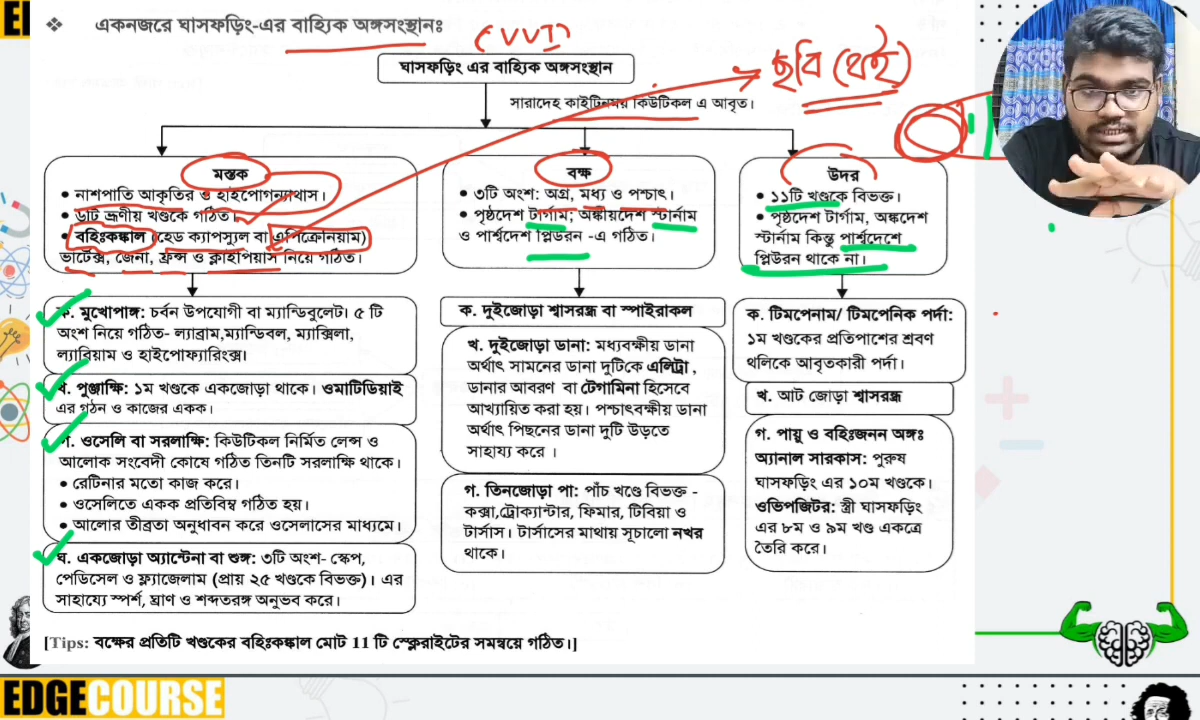 ❖ একনজরে ঘাসফড়িং-এর বাহ্যিক অঙ্গসংস্থানঃ
(VVI)
ঘাসফড়িং এর বাহ্যিক অঙ্গসংস্থান
ছবি (বই)
সারাদেহ কাইটিনময় কিউটিকল এ আবৃত।
মস্তক
• নাশপাতি আকৃতির ও হাইপোগন্যাথাস।
• ৬টি ভ্রূণীয় খণ্ডকে গঠিত।
• বহিঃকঙ্কাল (হেড ক্যাপস্যুল বা এপিক্রেনিয়াম)
ভার্টেক্স, জেনা, ফ্রন্স ও ক্লাইপিয়াস নিয়ে গঠিত।
ক. মুখোপাঙ্গ: চর্বন উপযোগী বা ম্যান্ডিবুলেট। ৫ টি
অংশ নিয়ে গঠিত- ল্যাব্রাম,ম্যান্ডিবল, ম্যাক্সিলা,
ল্যাবিয়াম ও হাইপোফ্যারিংক্স।
খ. পুঞ্জাক্ষি: ১ম খণ্ডকে একজোড়া থাকে। ওমাটিডিয়াই
এর গঠন ও কাজের একক।
গ. ওসেলি বা সরলাক্ষি: কিউটিকল নির্মিত লেন্স ও
আলোক সংবেদী কোষে গঠিত তিনটি সরলাক্ষি থাকে।
• রেটিনার মতো কাজ করে।
• ওসেলিতে একক প্রতিবিম্ব গঠিত হয়।
• আলোর তীব্রতা অনুধাবন করে ওসেলাসের মাধ্যমে।
ঘ. একজোড়া অ্যান্টেনা বা শুঙ্গ: ৩টি অংশ- স্কেপ,
পেডিসেল ও ফ্ল্যাজেলাম (প্রায় ২৫ খণ্ডকে বিভক্ত)। এর
সাহায্যে স্পর্শ, ঘ্রাণ ও শব্দতরঙ্গ অনুভব করে।
বক্ষ
• ৩টি অংশ: অগ্র, মধ্য ও পশ্চাৎ।
• পৃষ্ঠদেশ টার্গাম; অঙ্কীয়দেশ স্টার্নাম
ও পার্শ্বদেশ প্লিউরন -এ গঠিত।
ক. দুইজোড়া শ্বাসরন্ধ্র বা স্পাইরাকল
খ. দুইজোড়া ডানা: মধ্যবক্ষীয় ডানা
অর্থাৎ সামনের ডানা দুটিকে এলিট্রা ,
ডানার আবরণ বা টেগামিনা হিসেবে
আখ্যায়িত করা হয়। পশ্চাৎবক্ষীয় ডানা
অর্থাৎ পিছনের ডানা দুটি উড়তে
সাহায্য করে ।
গ. তিনজোড়া পা: পাঁচ খণ্ডে বিভক্ত -
কক্সা,ট্রোক্যান্টার, ফিমার, টিবিয়া ও
টার্সাস। টার্সাসের মাথায় সূচালো নখর
থাকে।
উদর
• ১১টি খণ্ডকে বিভক্ত।
• পৃষ্ঠদেশ টার্গাম, অঙ্কদেশ
স্টার্নাম কিন্তু পার্শ্বদেশে
প্লিউরন থাকে না।
ক. টিমপেনাম/ টিমপেনিক পর্দা:
১ম খণ্ডকের প্রতিপাশের শ্রবণ
থলিকে আবৃতকারী পর্দা।
খ. আট জোড়া শ্বাসরন্ধ্র
গ. পায়ু ও বহিঃজনন অঙ্গঃ
অ্যানাল সারকাস: পুরুষ
ঘাসফড়িং এর ১০ম খণ্ডকে।
ওভিপজিটর: স্ত্রী ঘাসফড়িং
এর ৮ম ও ৯ম খণ্ড একত্রে
তৈরি করে।
[Tips: বক্ষের প্রতিটি খণ্ডকের বহিঃকঙ্কাল মোট 11 টি স্ক্লেরাইটের সমন্বয়ে গঠিত।]
EDGECOURSE